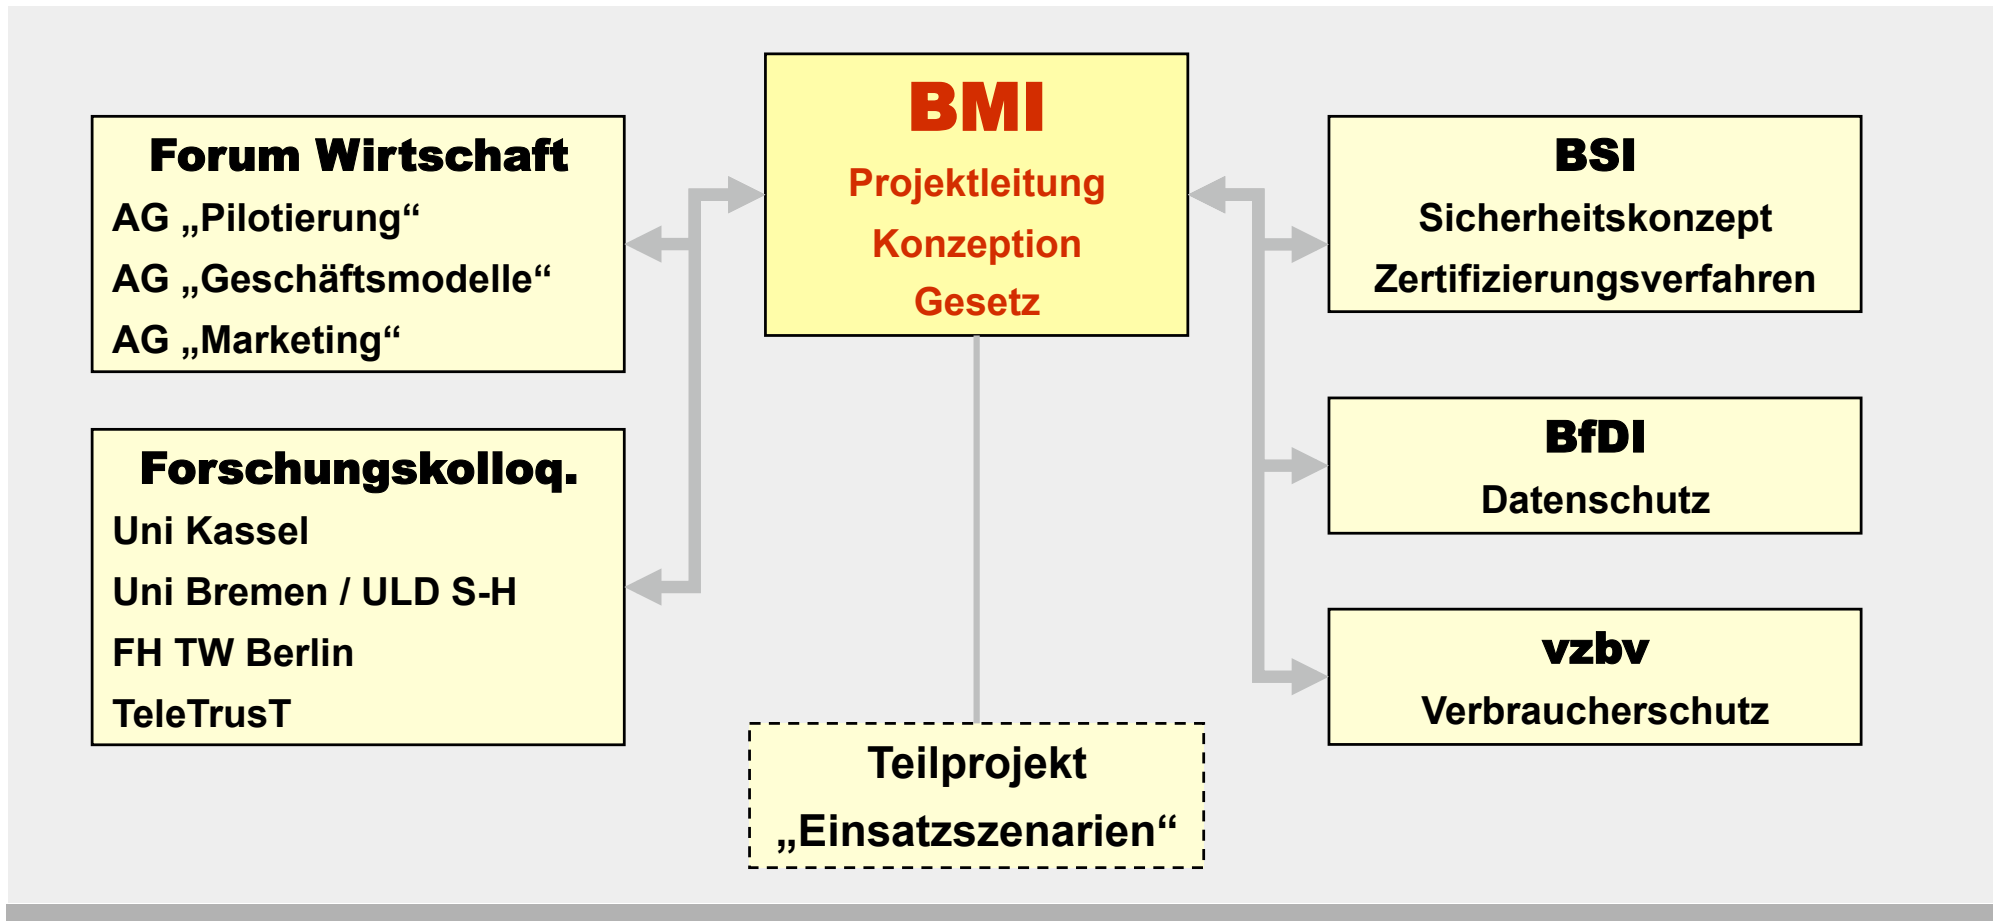 Forum Wirtschaft
AG „Pilotierung“
AG „Geschäftsmodelle“
AG „Marketing“
Forschungskolloq.
Uni Kassel
Uni Bremen / ULD S-H
FH TW Berlin
TeleTrusT
BMI
Projektleitung
Konzeption
Gesetz
Teilprojekt
„Einsatzszenarien“
BSI
Sicherheitskonzept
Zertifizierungsverfahren
BfDI
Datenschutz
vzbv
Verbraucherschutz